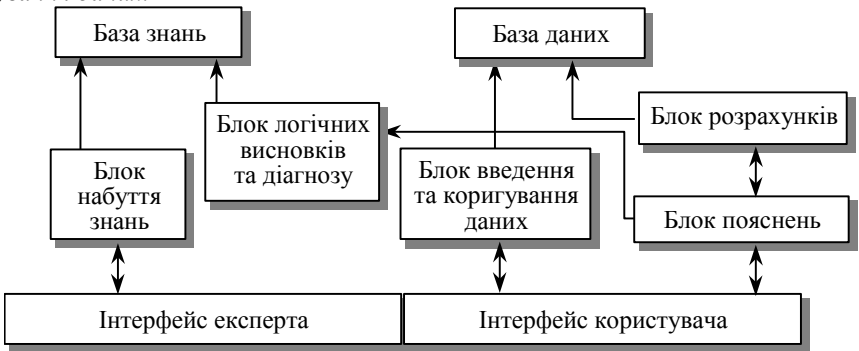 База знань
База даних
Блок логічних
висновків
та діагнозу
Блок розрахунків
Блок
набуття
знань
Блок введення
та коригування
даних
Блок пояснень
Інтерфейс експерта
Інтерфейс користувача